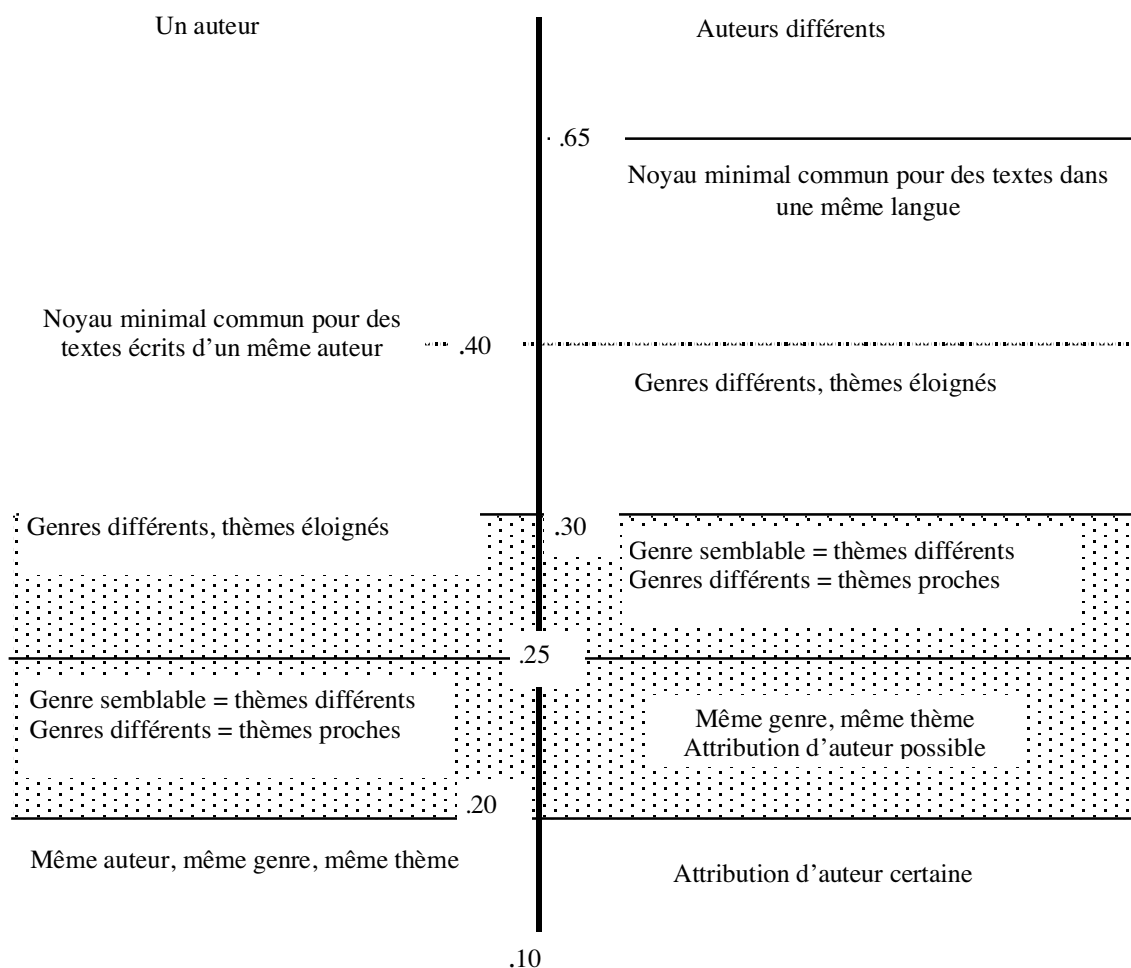 Un auteur
Auteurs différents
.65
Noyau minimal commun pour des textes dans
une même langue
Noyau minimal commun pour des
textes écrits d’un même auteur
.40
Genres différents, thèmes éloignés
Genres différents, thèmes éloignés
.30
Genre semblable = thèmes différents
Genres différents = thèmes proches
.25
Genre semblable = thèmes différents
Genres différents = thèmes proches
Même genre, même thème
Attribution d’auteur possible
.20
Même auteur, même genre, même thème
Attribution d’auteur certaine
.10